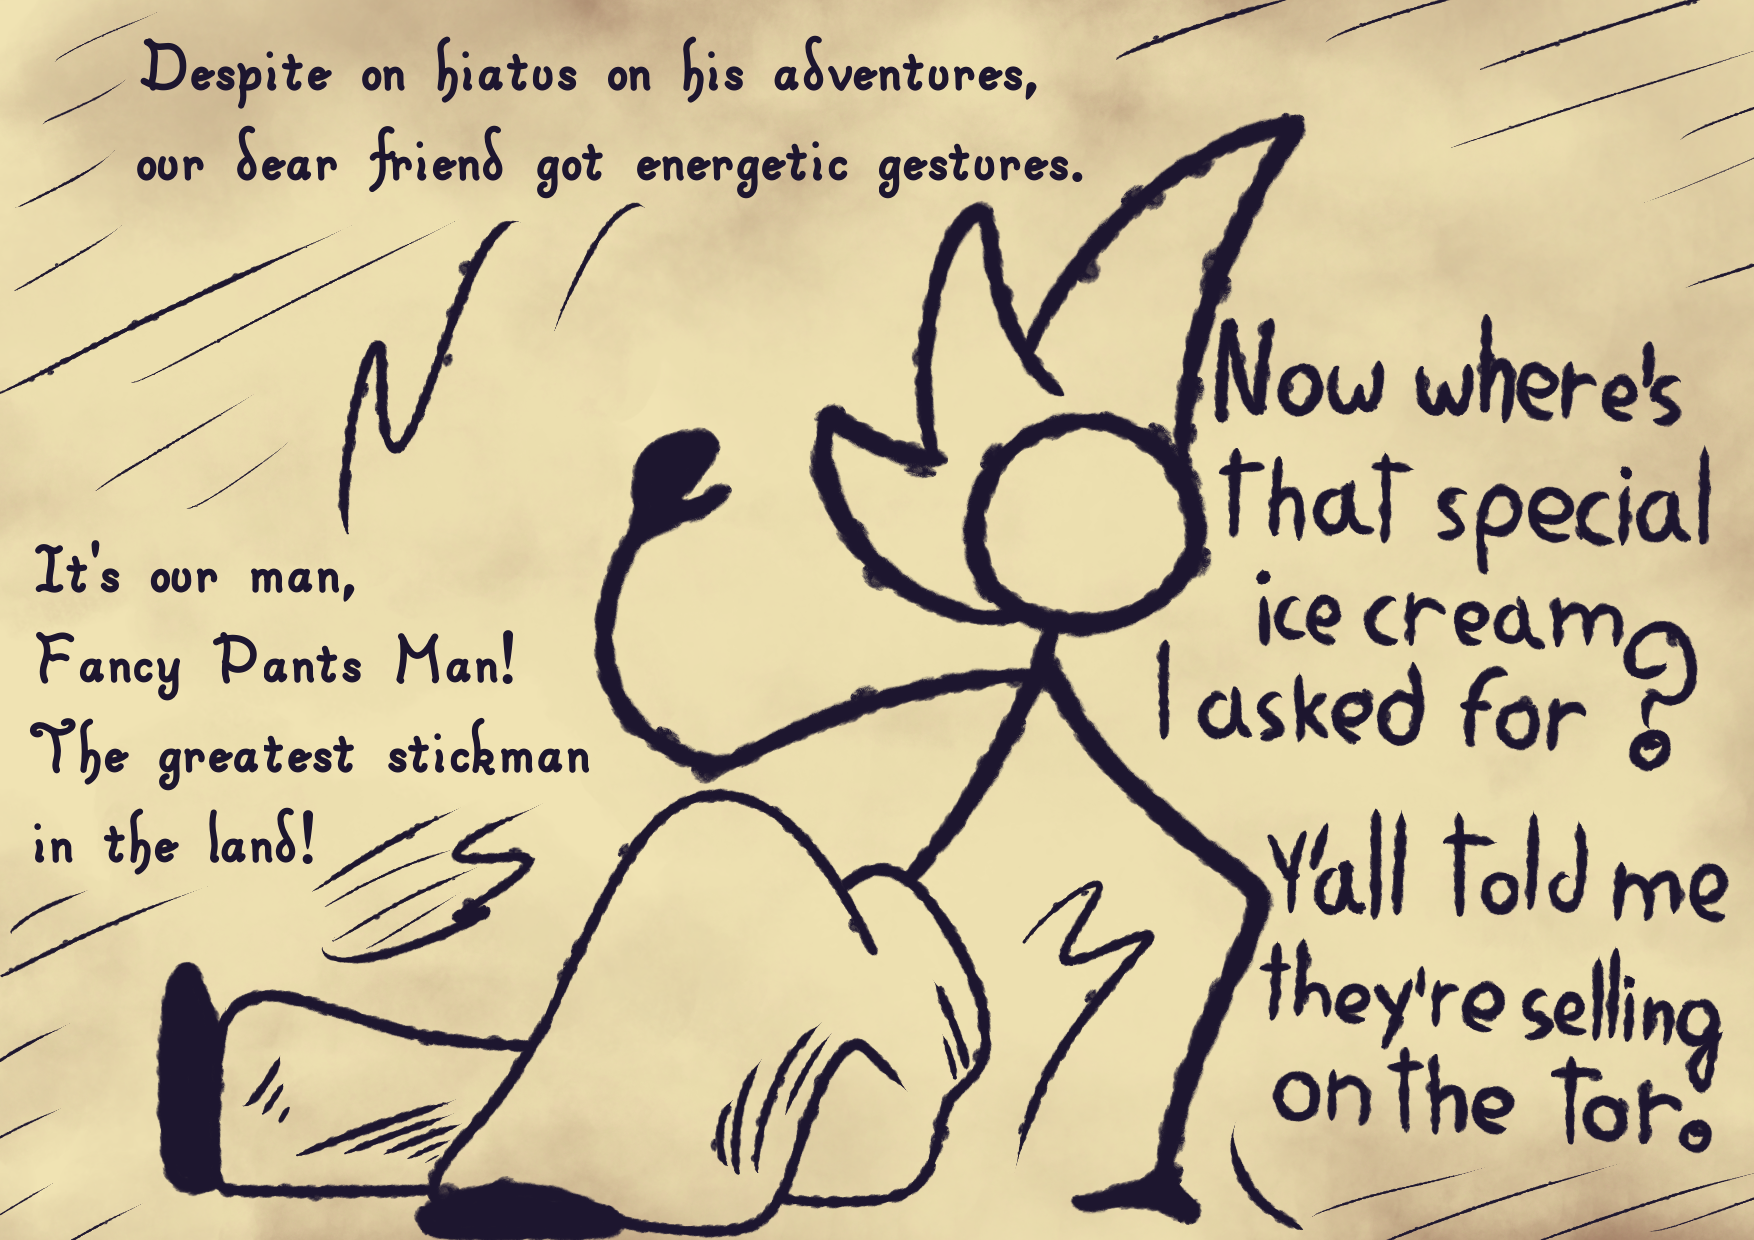 Despite on hiatus on his adventures,
our dear friend got energetic gestures.
It's our man,
Fancy Pants Man!
The greatest stickman
in the land!
Now where's
that special
ice cream
I asked for?
Y'all told me
they're selling
on the tor.